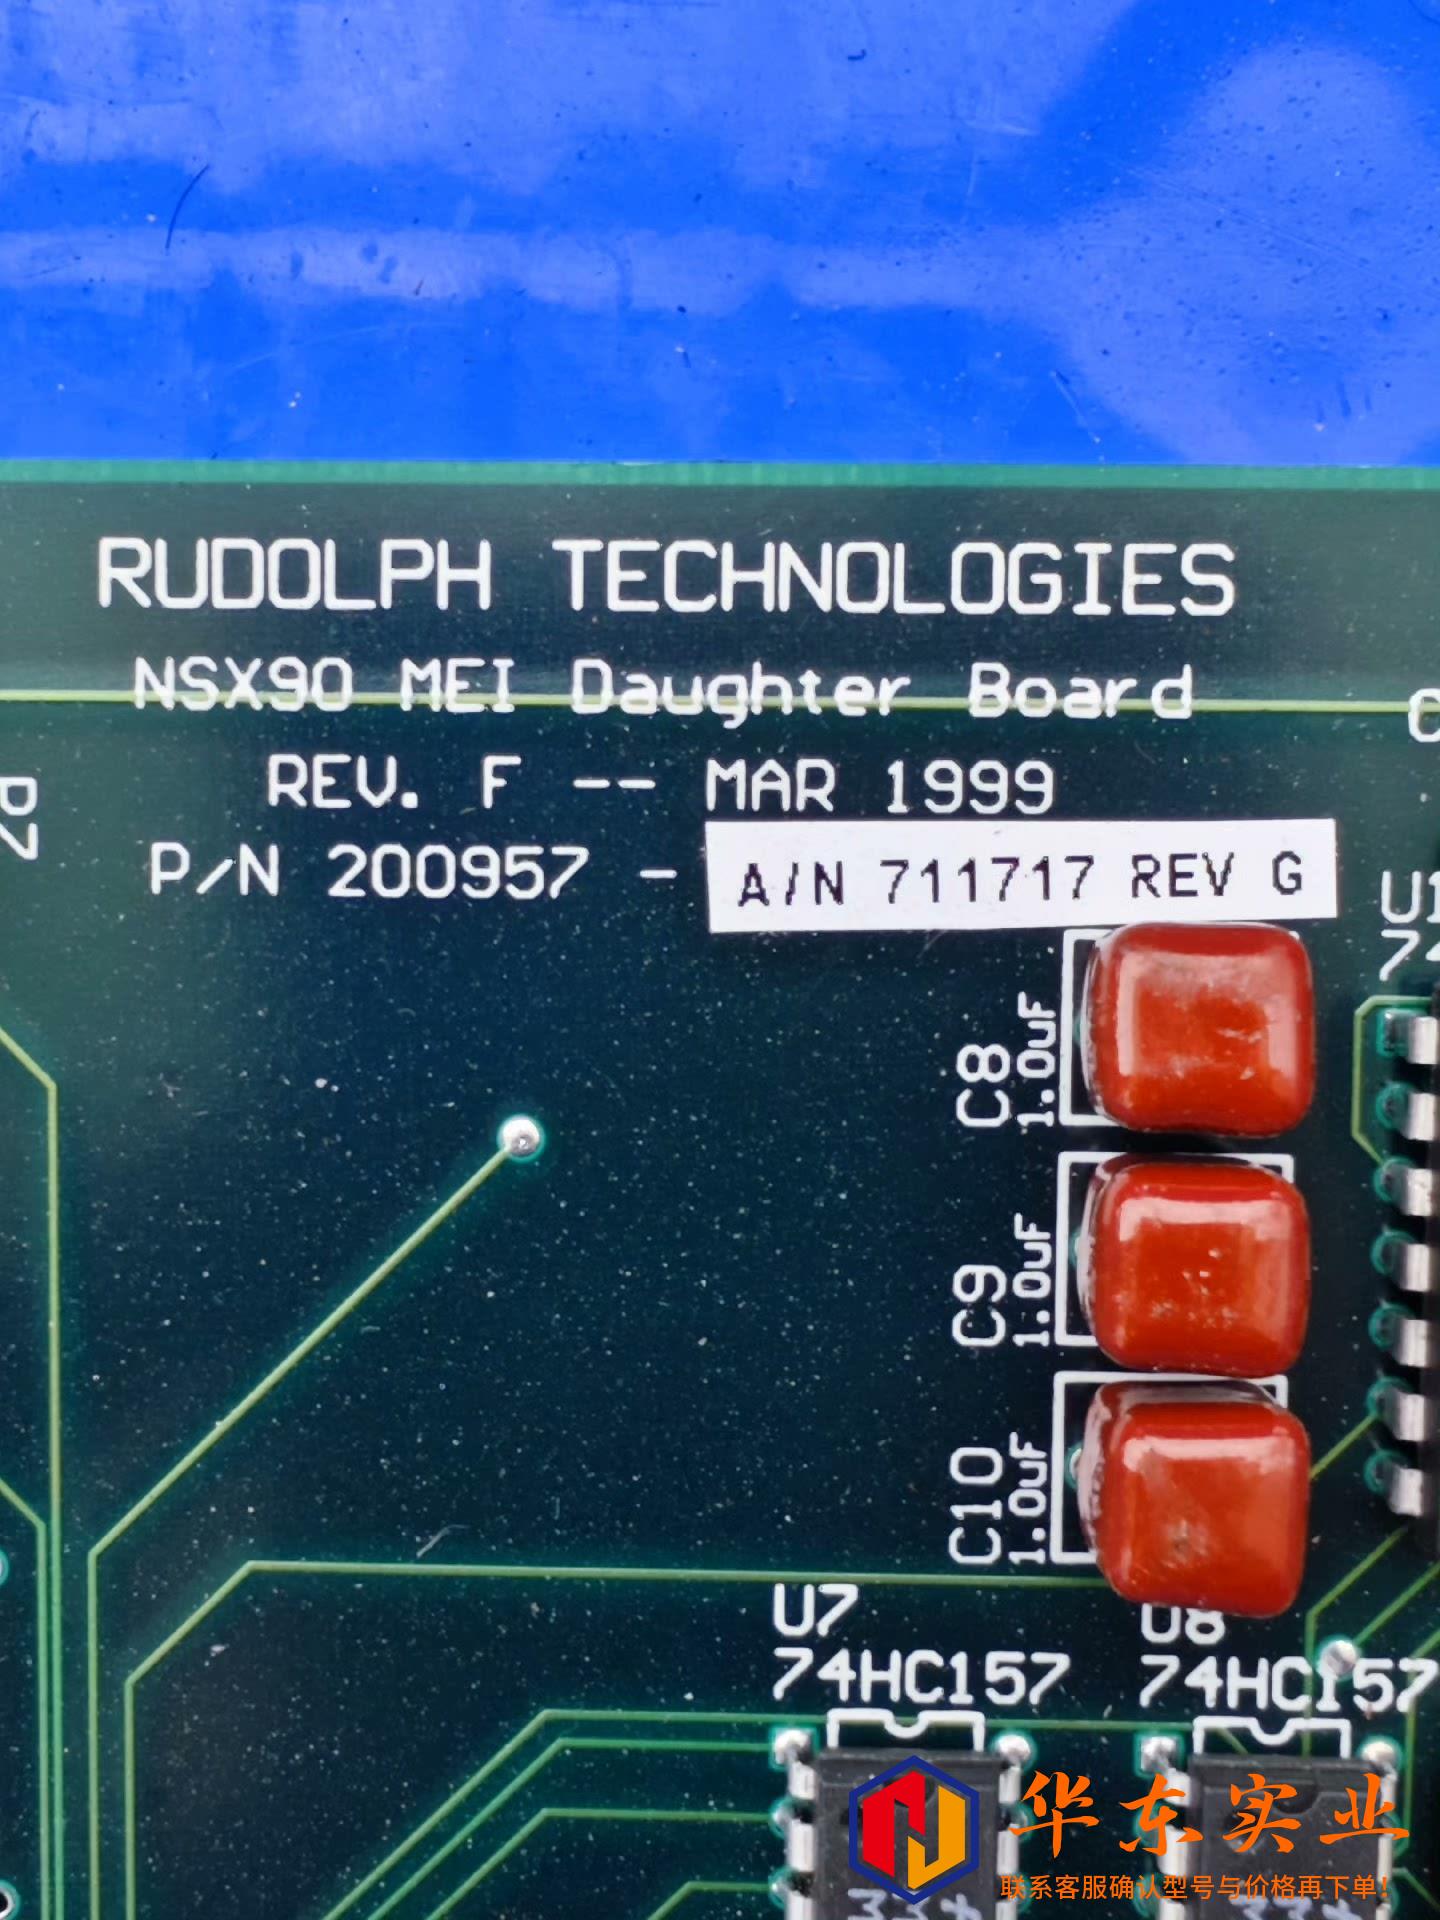 RUDOLPH TECHNOLOGIES
NSX90 MEI Daughter Board
REV. F -- MAR 1999
P/N 200957 - A/N 711717 REV G
P7
C8
1.0uF
C9
1.0uF
C10
1.0uF
U7
74HC157
U8
74HC157
华东实业
联系客服确认型号与价格再下单!